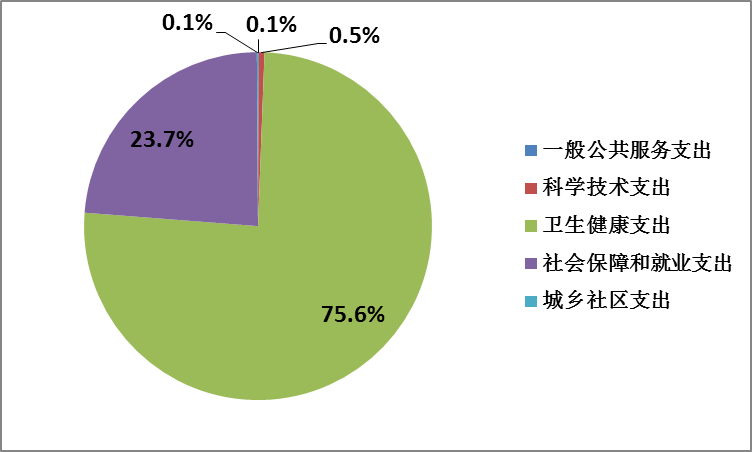 0.1%
0.1%
0.5%
23.7%
75.6%
一般公共服务支出
科学技术支出
卫生健康支出
社会保障和就业支出
城乡社区支出